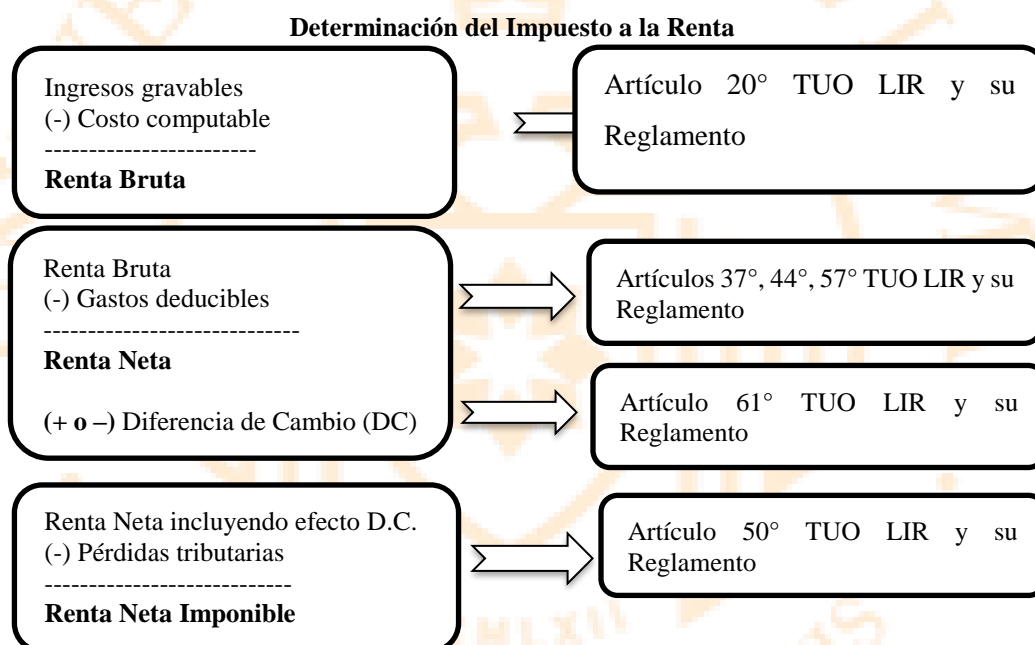 Determinación del Impuesto a la Renta
Ingresos gravables
(-) Costo computable
------------------------
Renta Bruta
Artículo 20° TUO LIR y su
Reglamento
Renta Bruta
(-) Gastos deducibles
-----------------------------
Renta Neta
(+ o –) Diferencia de Cambio (DC)
Artículos 37°, 44°, 57° TUO LIR y su
Reglamento
Artículo 61° TUO LIR y su
Reglamento
Renta Neta incluyendo efecto D.C.
(-) Pérdidas tributarias
----------------------------
Renta Neta Imponible
Artículo 50° TUO LIR y su
Reglamento